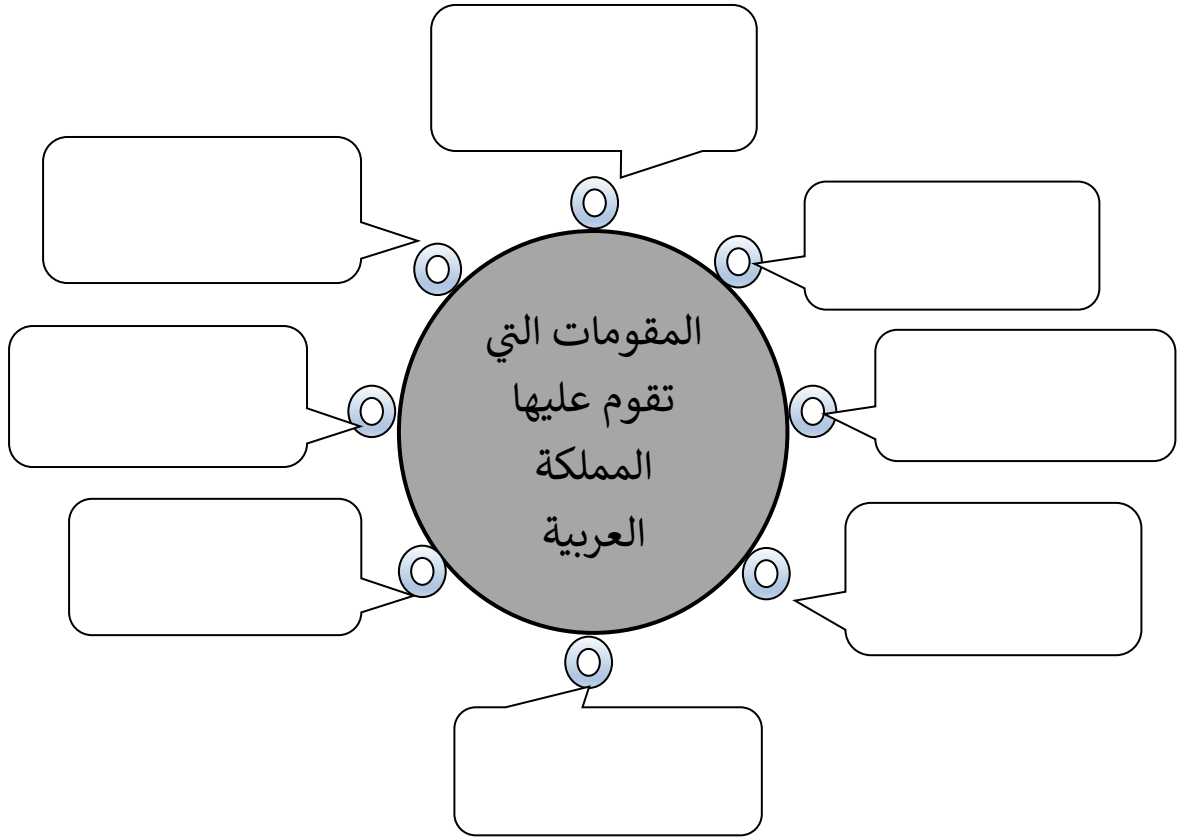 المقومات التي
تقوم عليها
المملكة
العربية